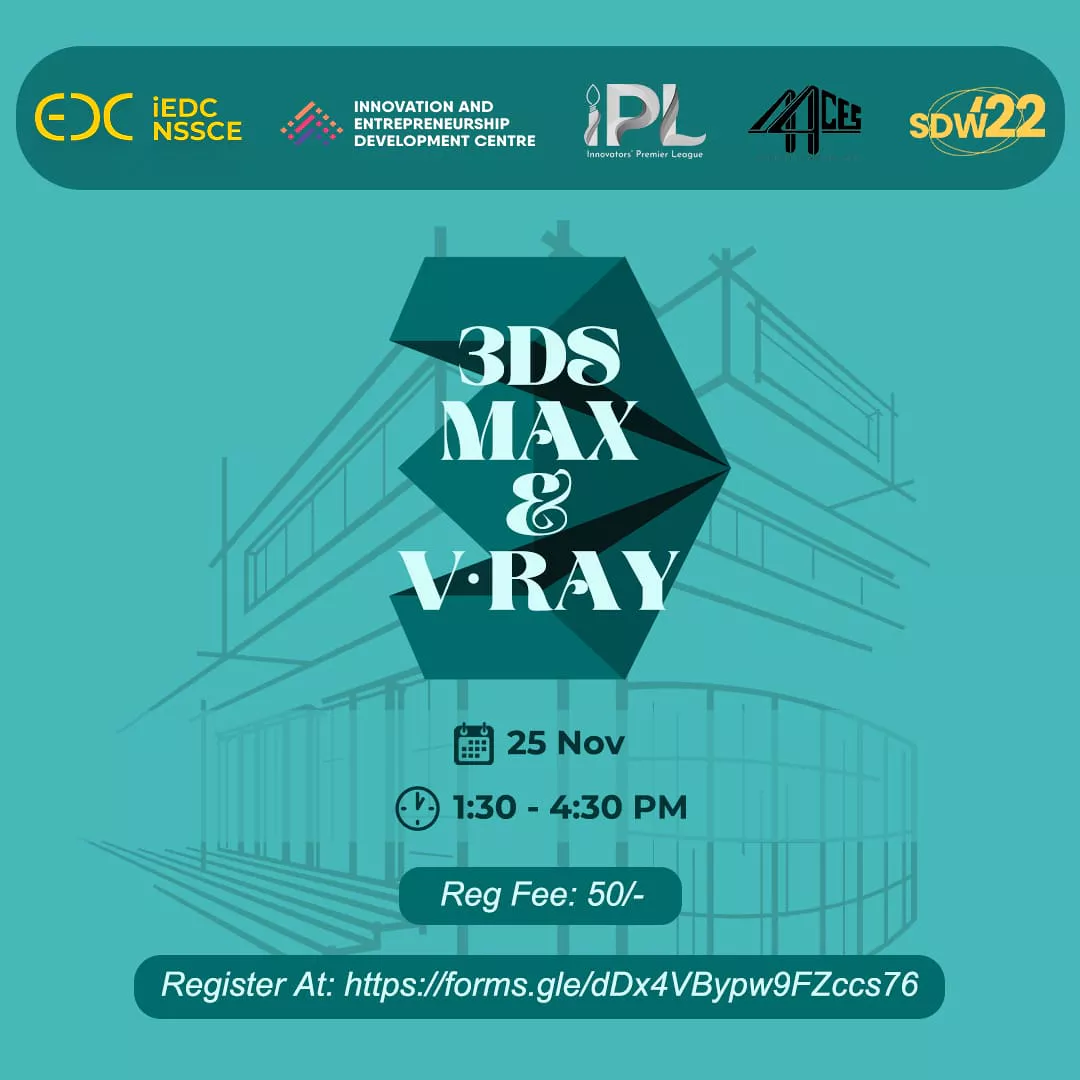 iEDC
NSSCE
INNOVATION AND
ENTREPRENEURSHIP
DEVELOPMENT CENTRE
iPL
Innovators' Premier League
ACES
SDW'22
3DS
MAX
&
V·RAY
25 Nov
1:30 - 4:30 PM
Reg Fee: 50/-
Register At: https://forms.gle/dDx4VBypw9FZccs76